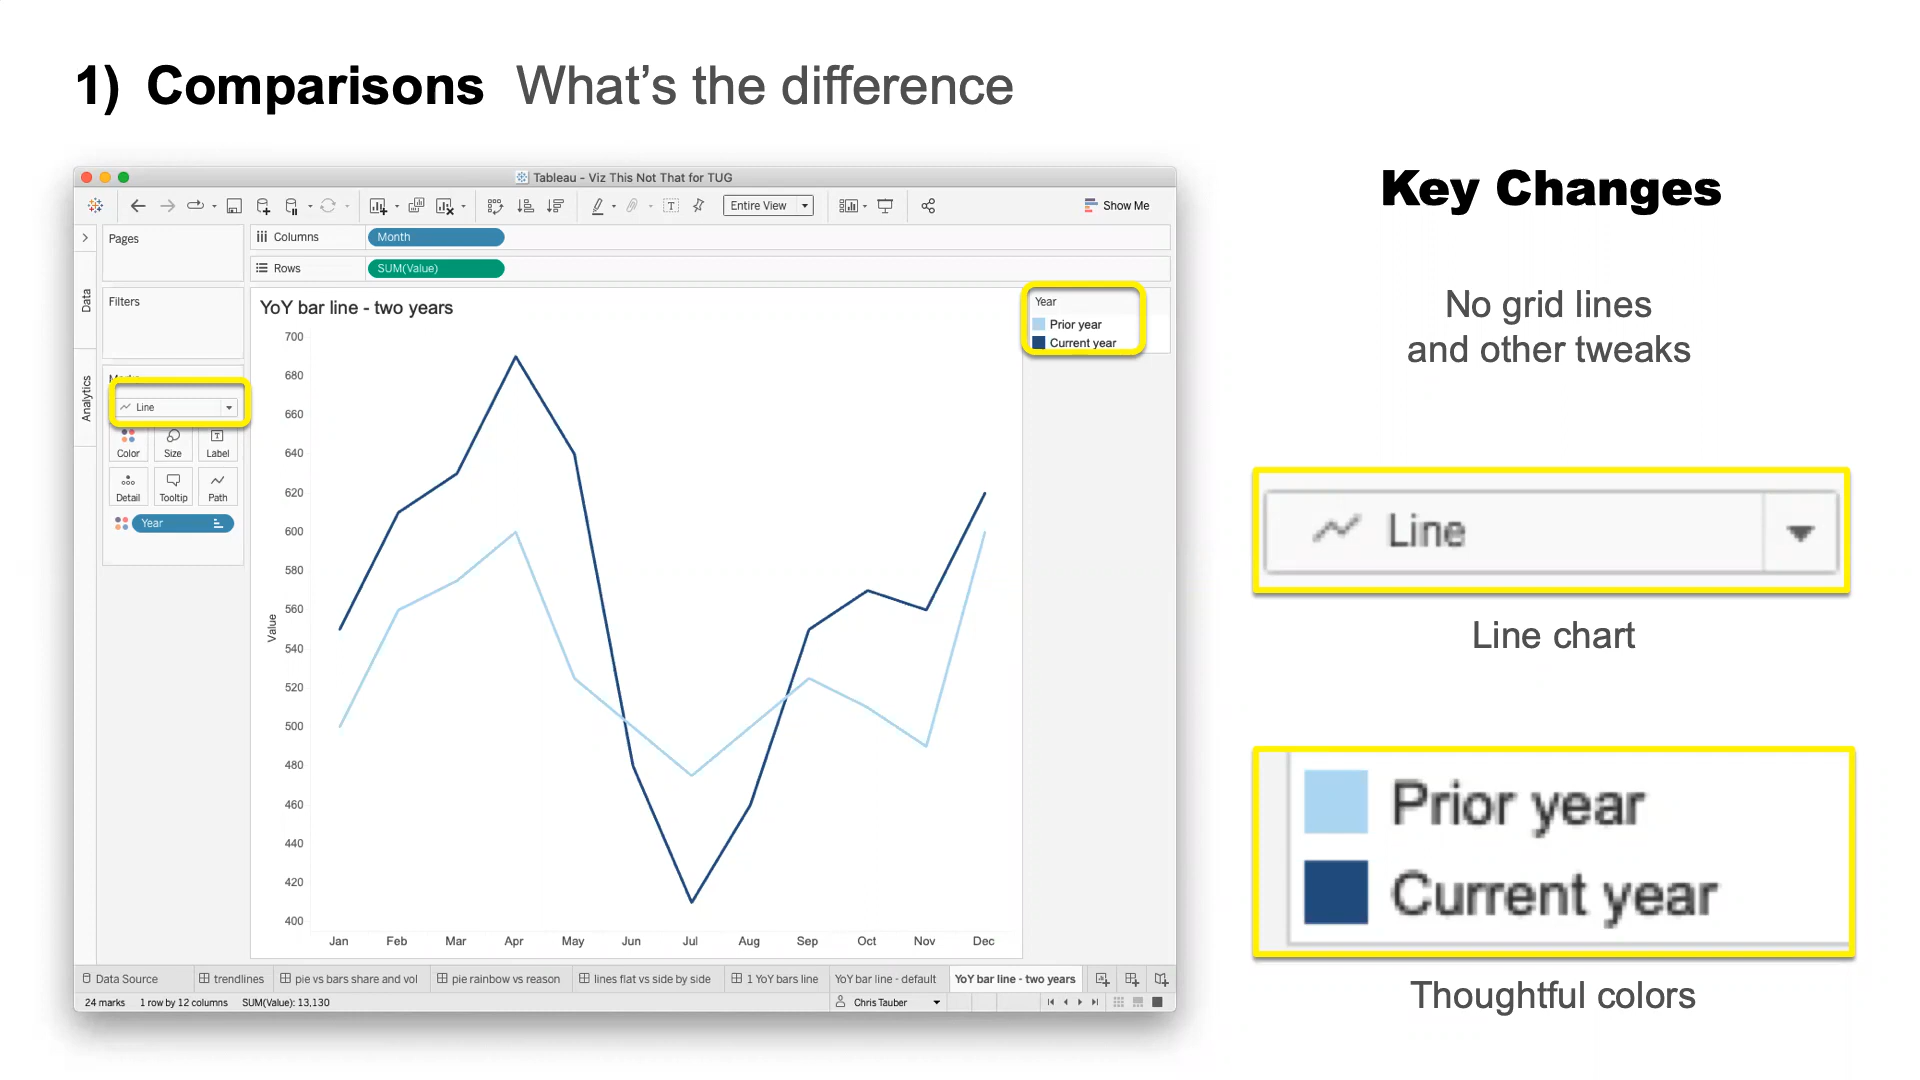 1) Comparisons What's the difference
Tableau - Viz This Not That for TUG
Entire View
Show Me
Pages
Columns
Month
Rows
SUM(Value)
Data
Filters
Analytics
Line
Color Size Label
Detail Tooltip Path
Year
YoY bar line - two years
Year
Prior year
Current year
Value
700
680
660
640
620
600
580
560
540
520
500
480
460
440
420
400
Jan Feb Mar Apr May Jun Jul Aug Sep Oct Nov Dec
Data Source trendlines pie vs bars share and vol pie rainbow vs reason lines flat vs side by side 1 YoY bars line YoY bar line - default YoY bar line - two years
24 marks 1 row by 12 columns SUM(Value): 13,130 Chris Tauber
Key Changes
No grid lines
and other tweaks
Line
Line chart
Prior year
Current year
Thoughtful colors